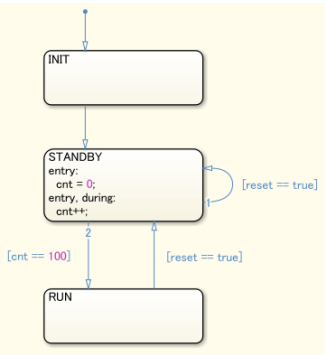 INIT
STANDBY
entry:
cnt = 0;
entry, during:
cnt++;
[reset == true]
1
2
[cnt == 100]
[reset == true]
RUN